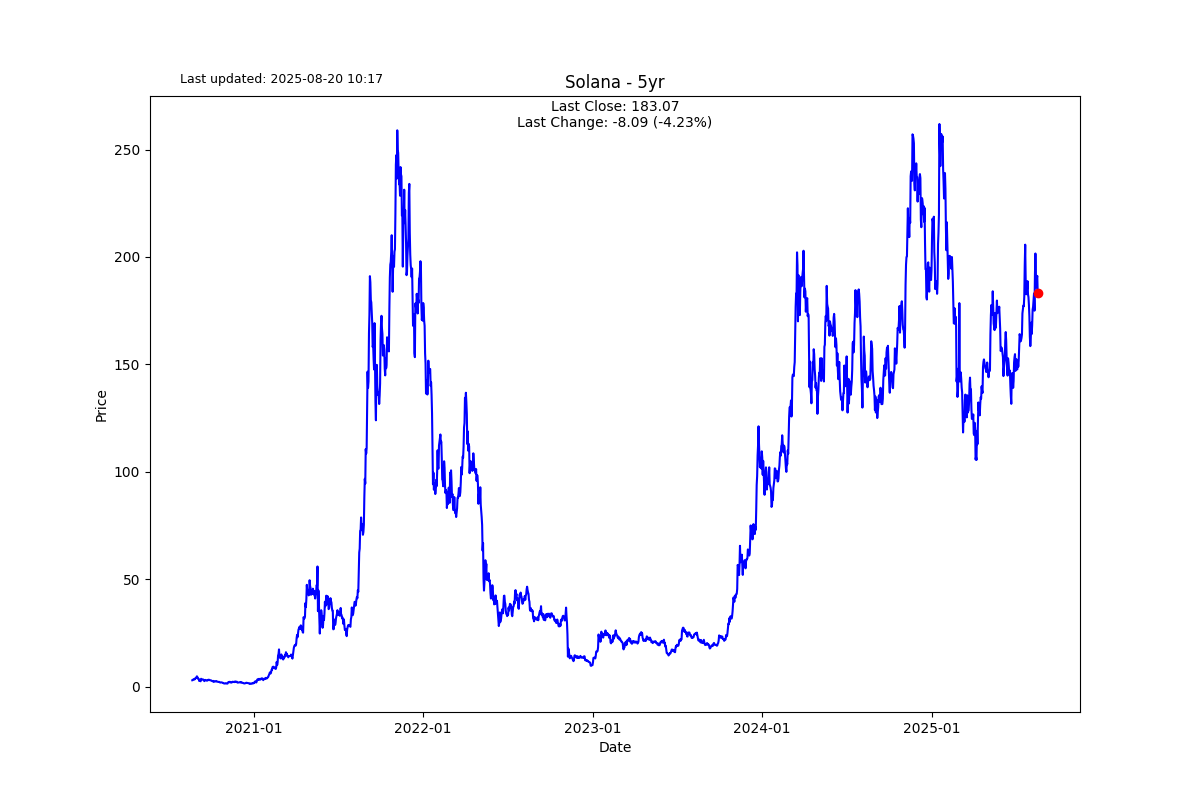 Last updated: 2025-08-20 10:17
Solana - 5yr
Last Close: 183.07
Last Change: -8.09 (-4.23%)
250
200
150
100
50
0
Price
2021-01
2022-01
2023-01
2024-01
2025-01
Date